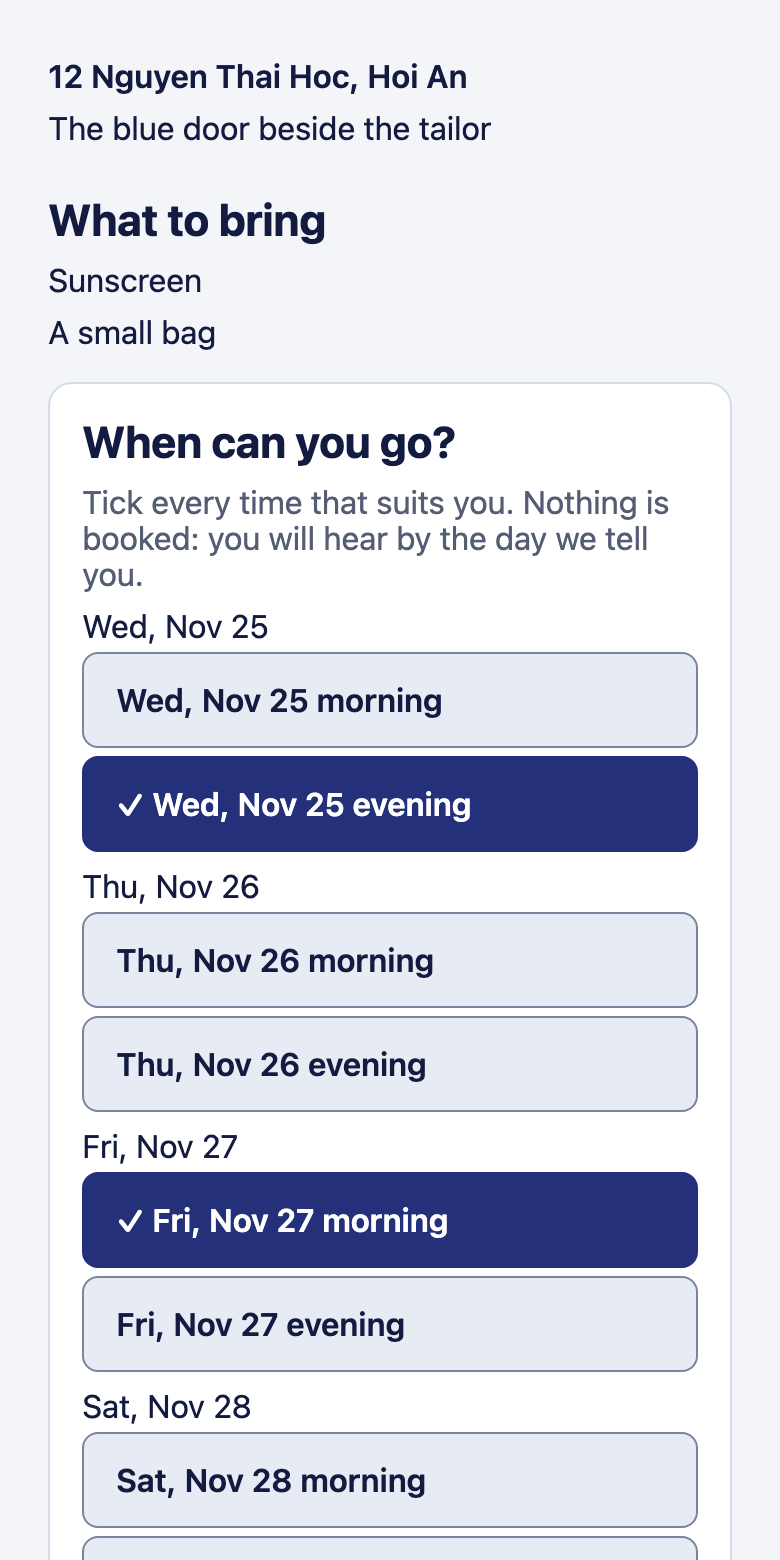 12 Nguyen Thai Hoc, Hoi An
The blue door beside the tailor
What to bring
Sunscreen
A small bag
When can you go?
Tick every time that suits you. Nothing is
booked: you will hear by the day we tell
you.
Wed, Nov 25
Wed, Nov 25 morning
✓ Wed, Nov 25 evening
Thu, Nov 26
Thu, Nov 26 morning
Thu, Nov 26 evening
Fri, Nov 27
✓ Fri, Nov 27 morning
Fri, Nov 27 evening
Sat, Nov 28
Sat, Nov 28 morning